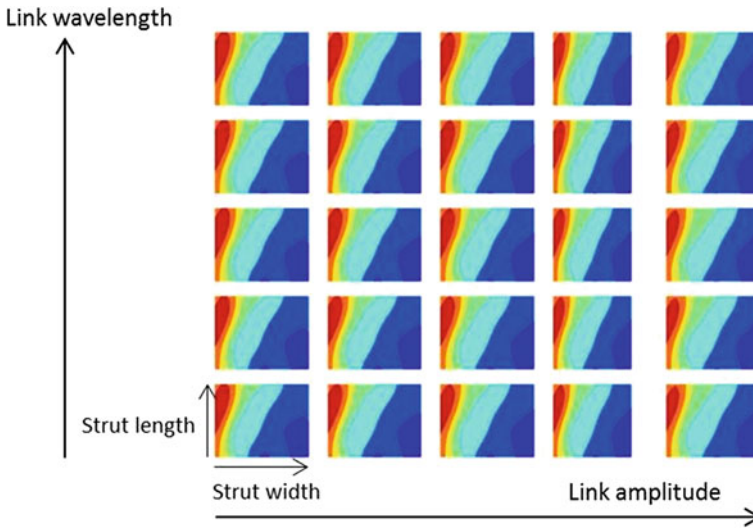 Link wavelength
Strut length
Strut width
Link amplitude